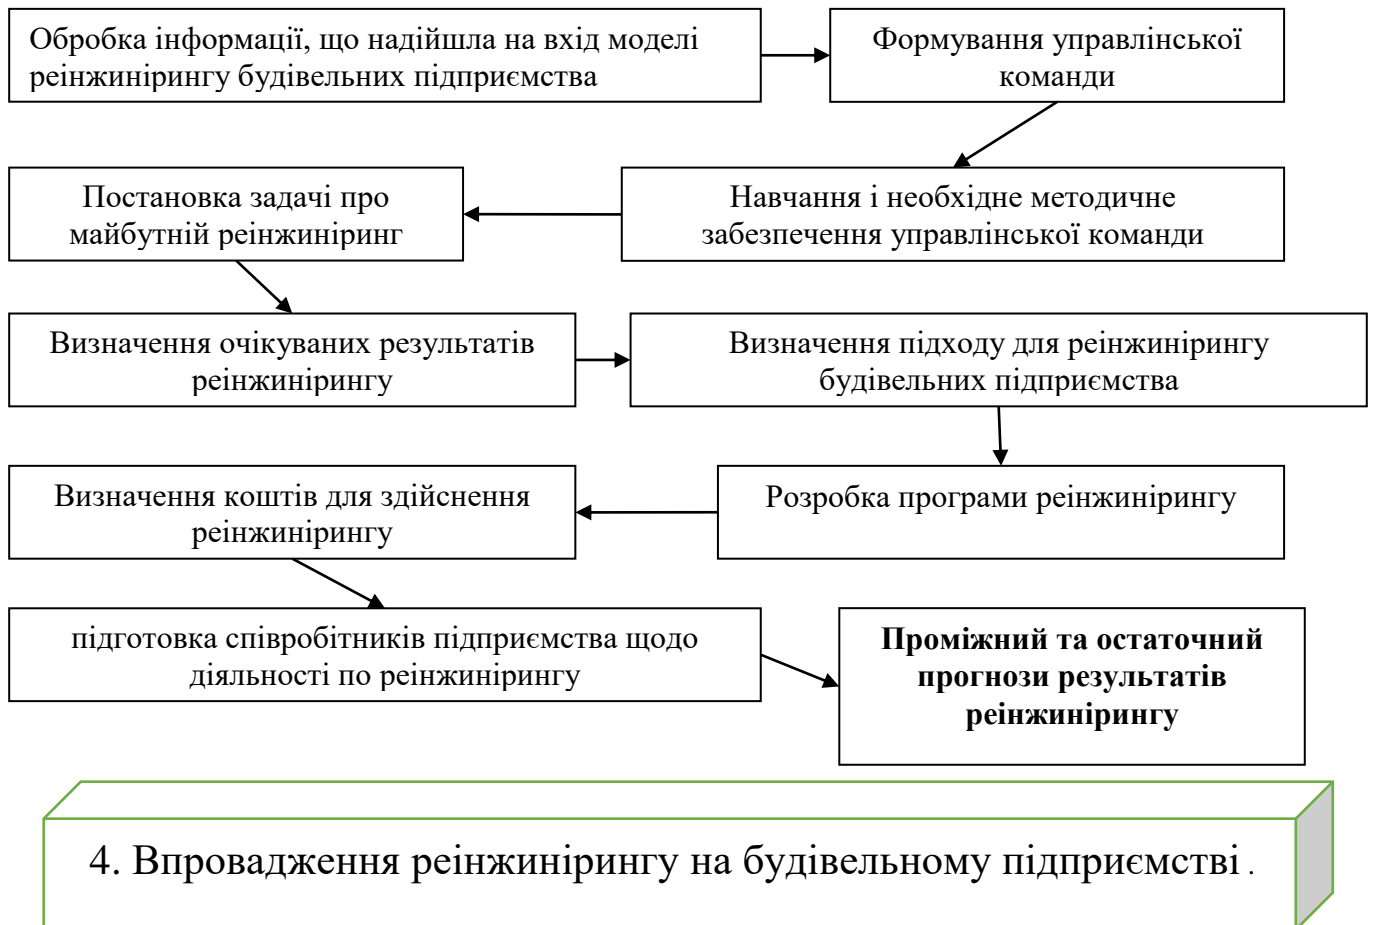 Обробка інформації, що надійшла на вхід моделі
реінжинірингу будівельних підприємства
Формування управлінської
команди
Навчання і необхідне методичне
забезпечення управлінської команди
Постановка задачі про
майбутній реінжиніринг
Визначення очікуваних результатів
реінжинірингу
Визначення підходу для реінжинірингу
будівельних підприємства
Розробка програми реінжинірингу
Визначення коштів для здійснення
реінжинірингу
підготовка співробітників підприємства щодо
діяльності по реінжинірингу
Проміжний та остаточний
прогнози результатів
реінжинірингу
4. Впровадження реінжинірингу на будівельному підприємстві.